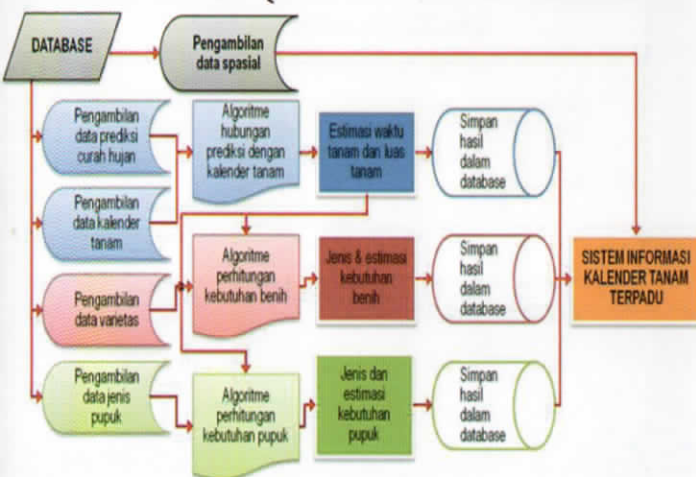 DATABASE
Pengambilan
data spasial
Pengambilan
data prediksi
curah hujan
Algoritme
hubungan
prediksi dengan
kalender tanam
Estimasi waktu
tanam dan luas
tanam
Simpan
hasil
dalam
database
Pengambilan
data kalender
tanam
Algoritme
perhitungan
kebutuhan benih
Jenis & estimasi
kebutuhan
benih
Simpan
hasil
dalam
database
SISTEM INFORMASI
KALENDER TANAM
TERPADU
Pengambilan
data varietas
Pengambilan
data jenis
pupuk
Algoritme
perhitungan
kebutuhan pupuk
Jenis dan
estimasi
kebutuhan
pupuk
Simpan
hasil
dalam
database